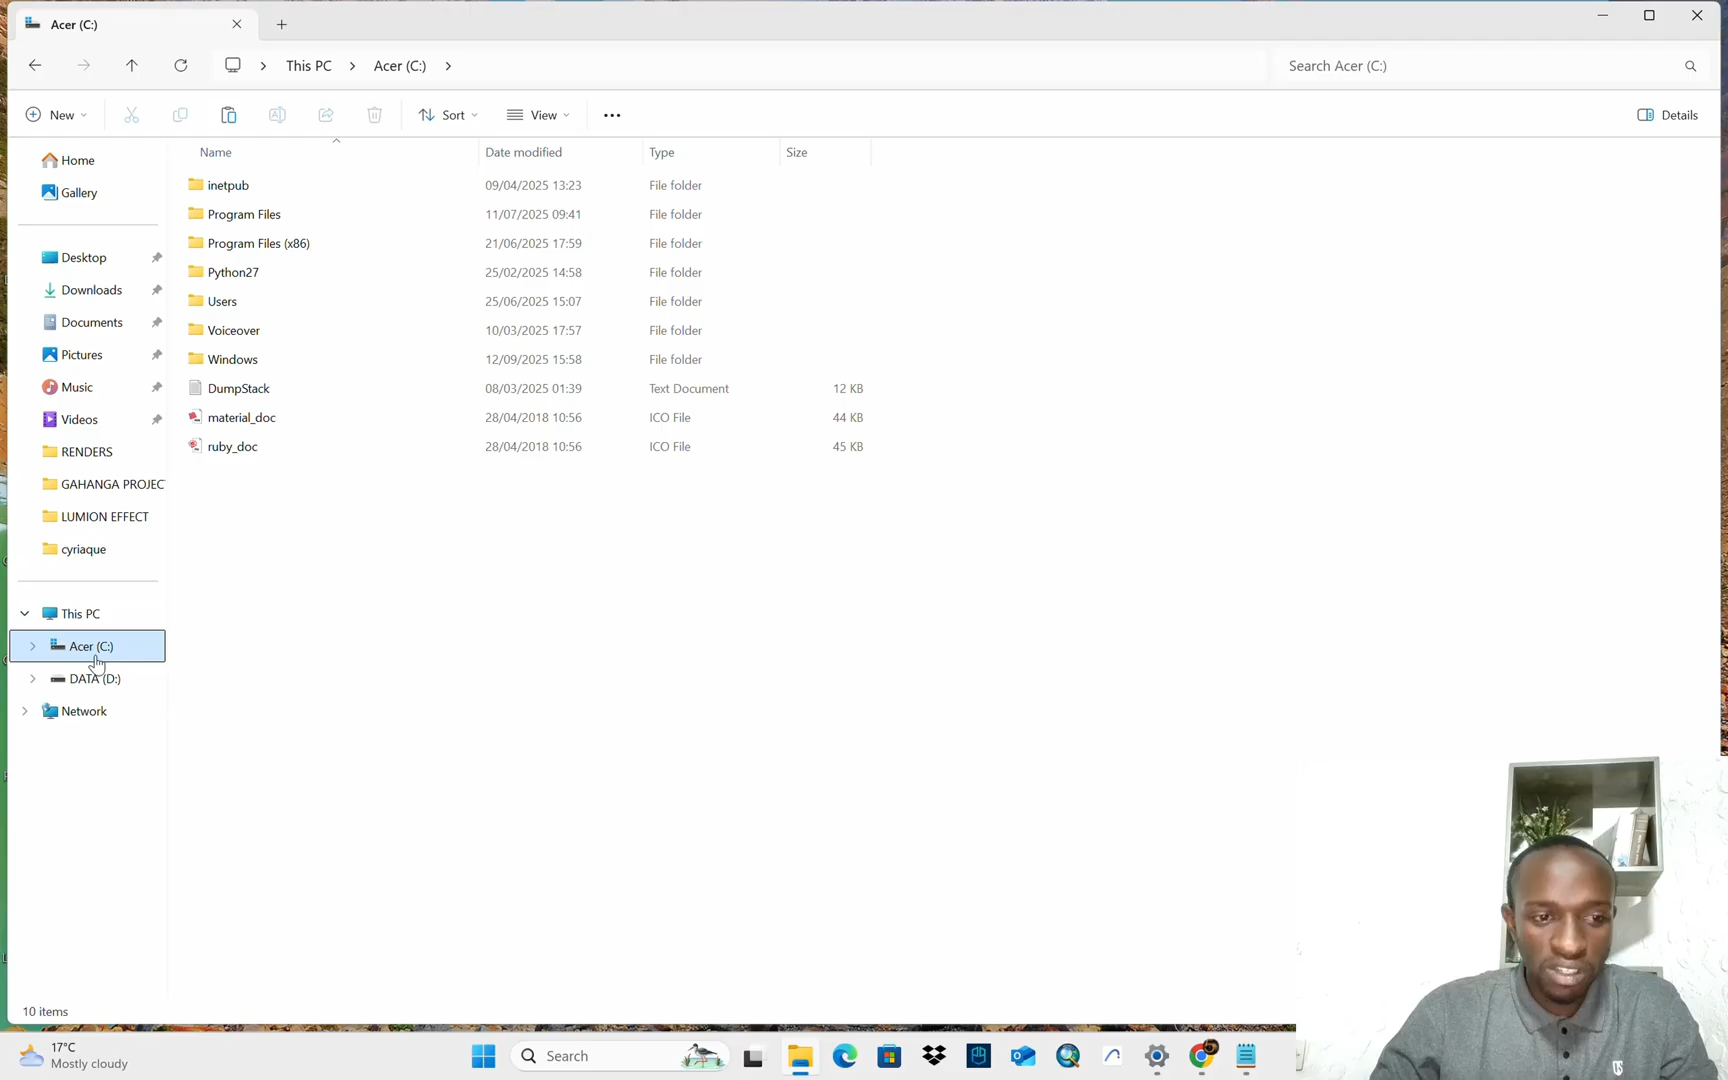 Acer (C:)
This PC
Acer (C:)
Search Acer (C:)
New
Sort
View
Details
Home
Gallery
Desktop
Downloads
Documents
Pictures
Music
Videos
RENDERS
GAHANGA PROJEC
LUMION EFFECT
cyriaque
This PC
Acer (C:)
DATA (D:)
Network
Name Date modified Type Size
inetpub 09/04/2025 13:23 File folder
Program Files 11/07/2025 09:41 File folder
Program Files (x86) 21/06/2025 17:59 File folder
Python27 25/02/2025 14:58 File folder
Users 25/06/2025 15:07 File folder
Voiceover 10/03/2025 17:57 File folder
Windows 12/09/2025 15:58 File folder
DumpStack 08/03/2025 01:39 Text Document 12 KB
material_doc 28/04/2018 10:56 ICO File 44 KB
ruby_doc 28/04/2018 10:56 ICO File 45 KB
10 items
17°C
Mostly cloudy
Search